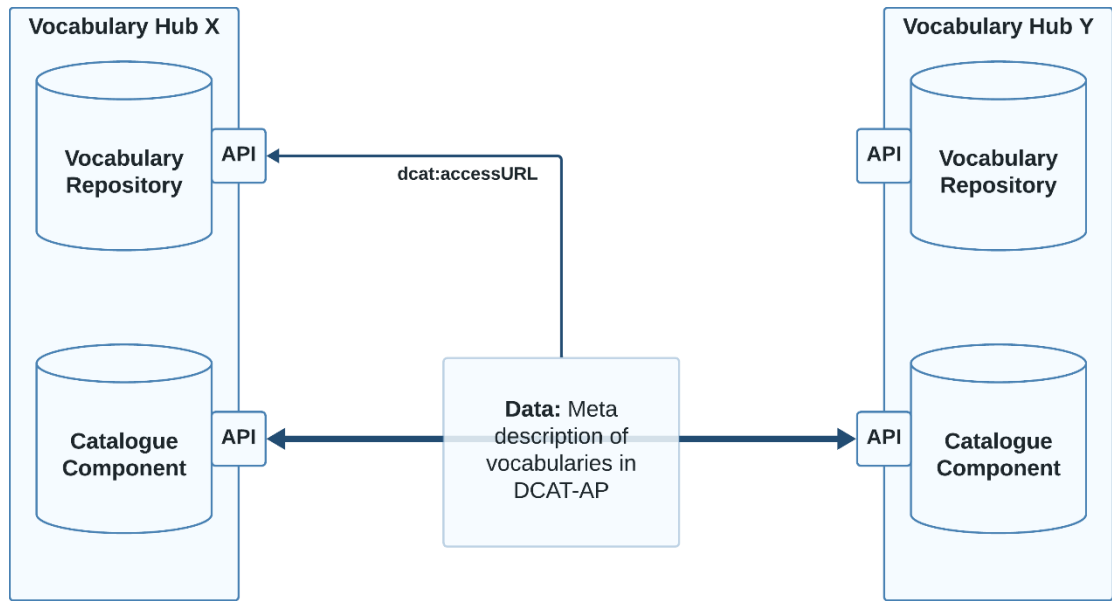 Vocabulary Hub X
Vocabulary Hub Y
Vocabulary
Repository
API
dcat:accessURL
API
Vocabulary
Repository
Catalogue
Component
API
Data: Meta
description of
vocabularies in
DCAT-AP
API
Catalogue
Component